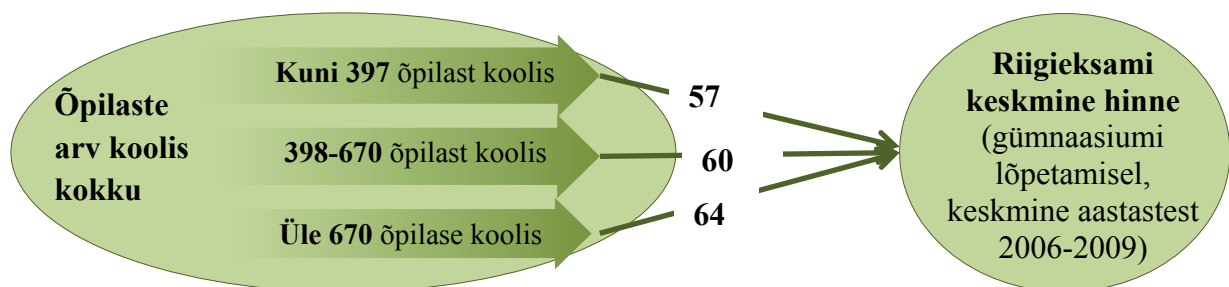 Õpilaste
arv koolis
kokku
Kuni 397 õpilast koolis
398-670 õpilast koolis
Üle 670 õpilase koolis
57
60
64
Riigieksami
keskmine hinne
(gümnaasiumi
lõpetamisel,
keskmine aastastest
2006-2009)